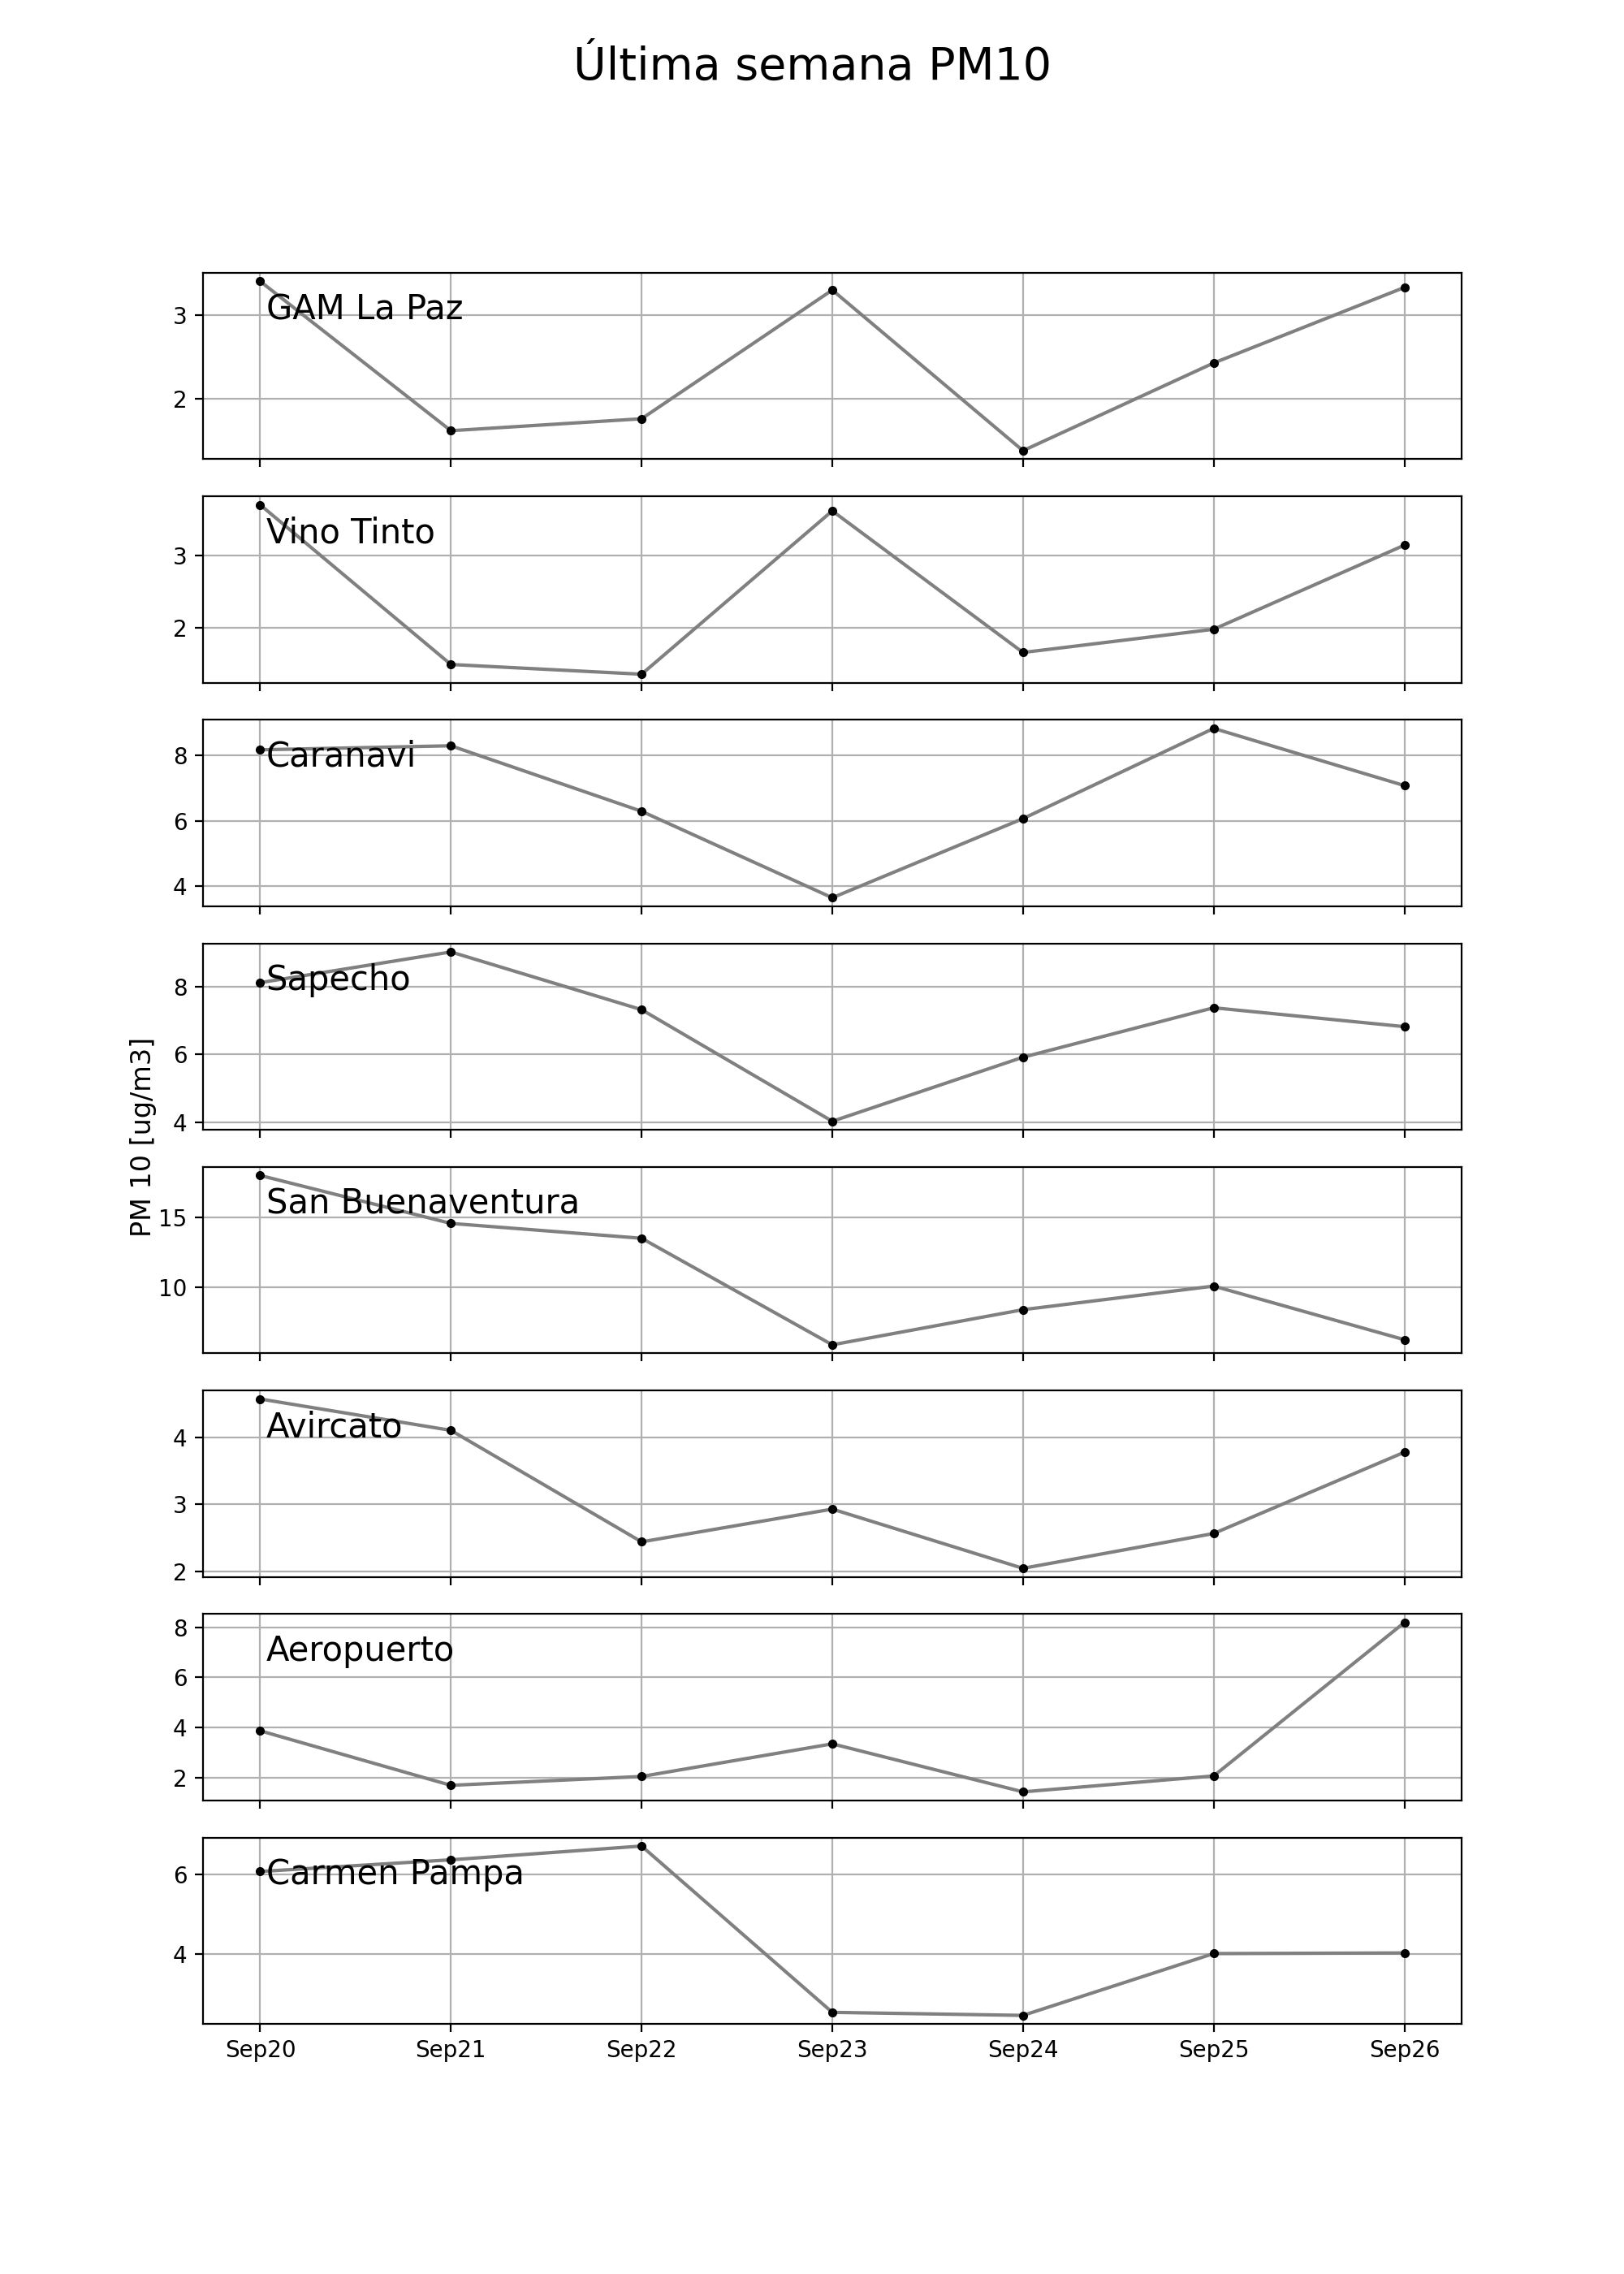 Última semana PM10
GAM La Paz
3
2
Vino Tinto
3
2
Caranavi
8
6
4
Sapecho
8
6
4
PM 10 [ug/m3]
San Buenaventura
15
10
Avircato
4
3
2
Aeropuerto
8
6
4
2
Carmen Pampa
6
4
Sep20 Sep21 Sep22 Sep23 Sep24 Sep25 Sep26